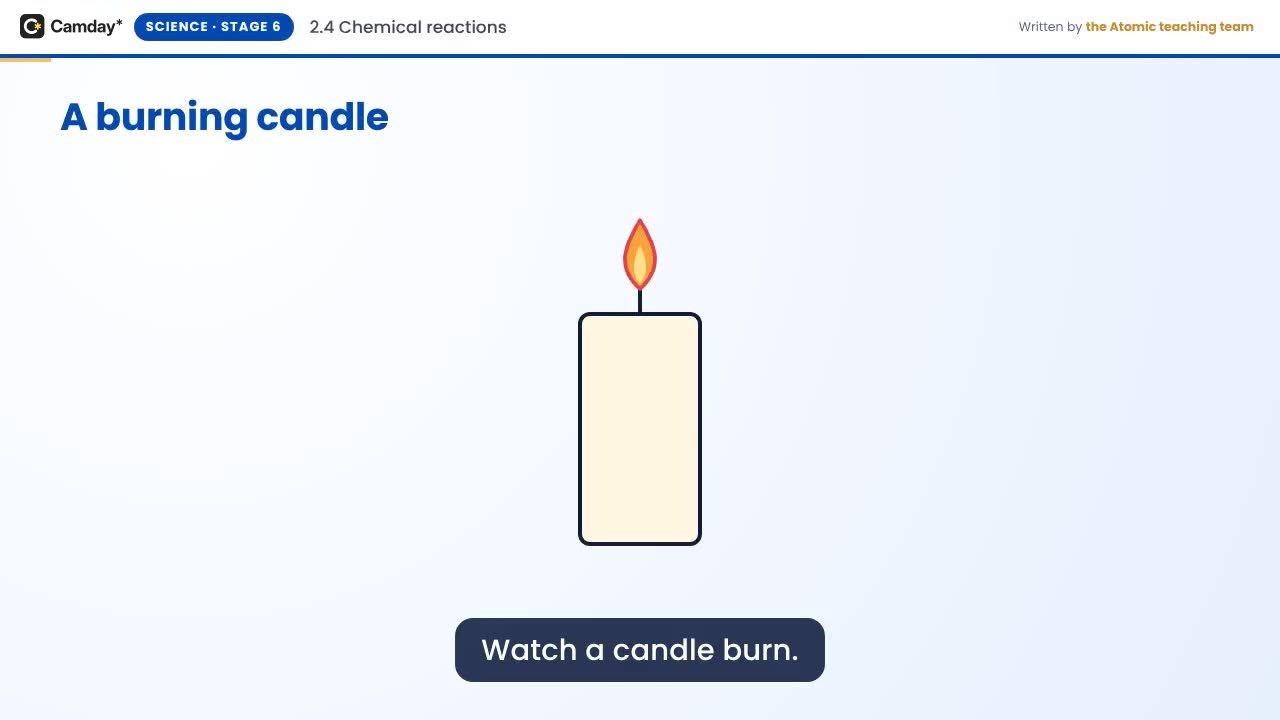 Camday*
SCIENCE · STAGE 6
2.4 Chemical reactions
Written by the Atomic teaching team
A burning candle
Watch a candle burn.